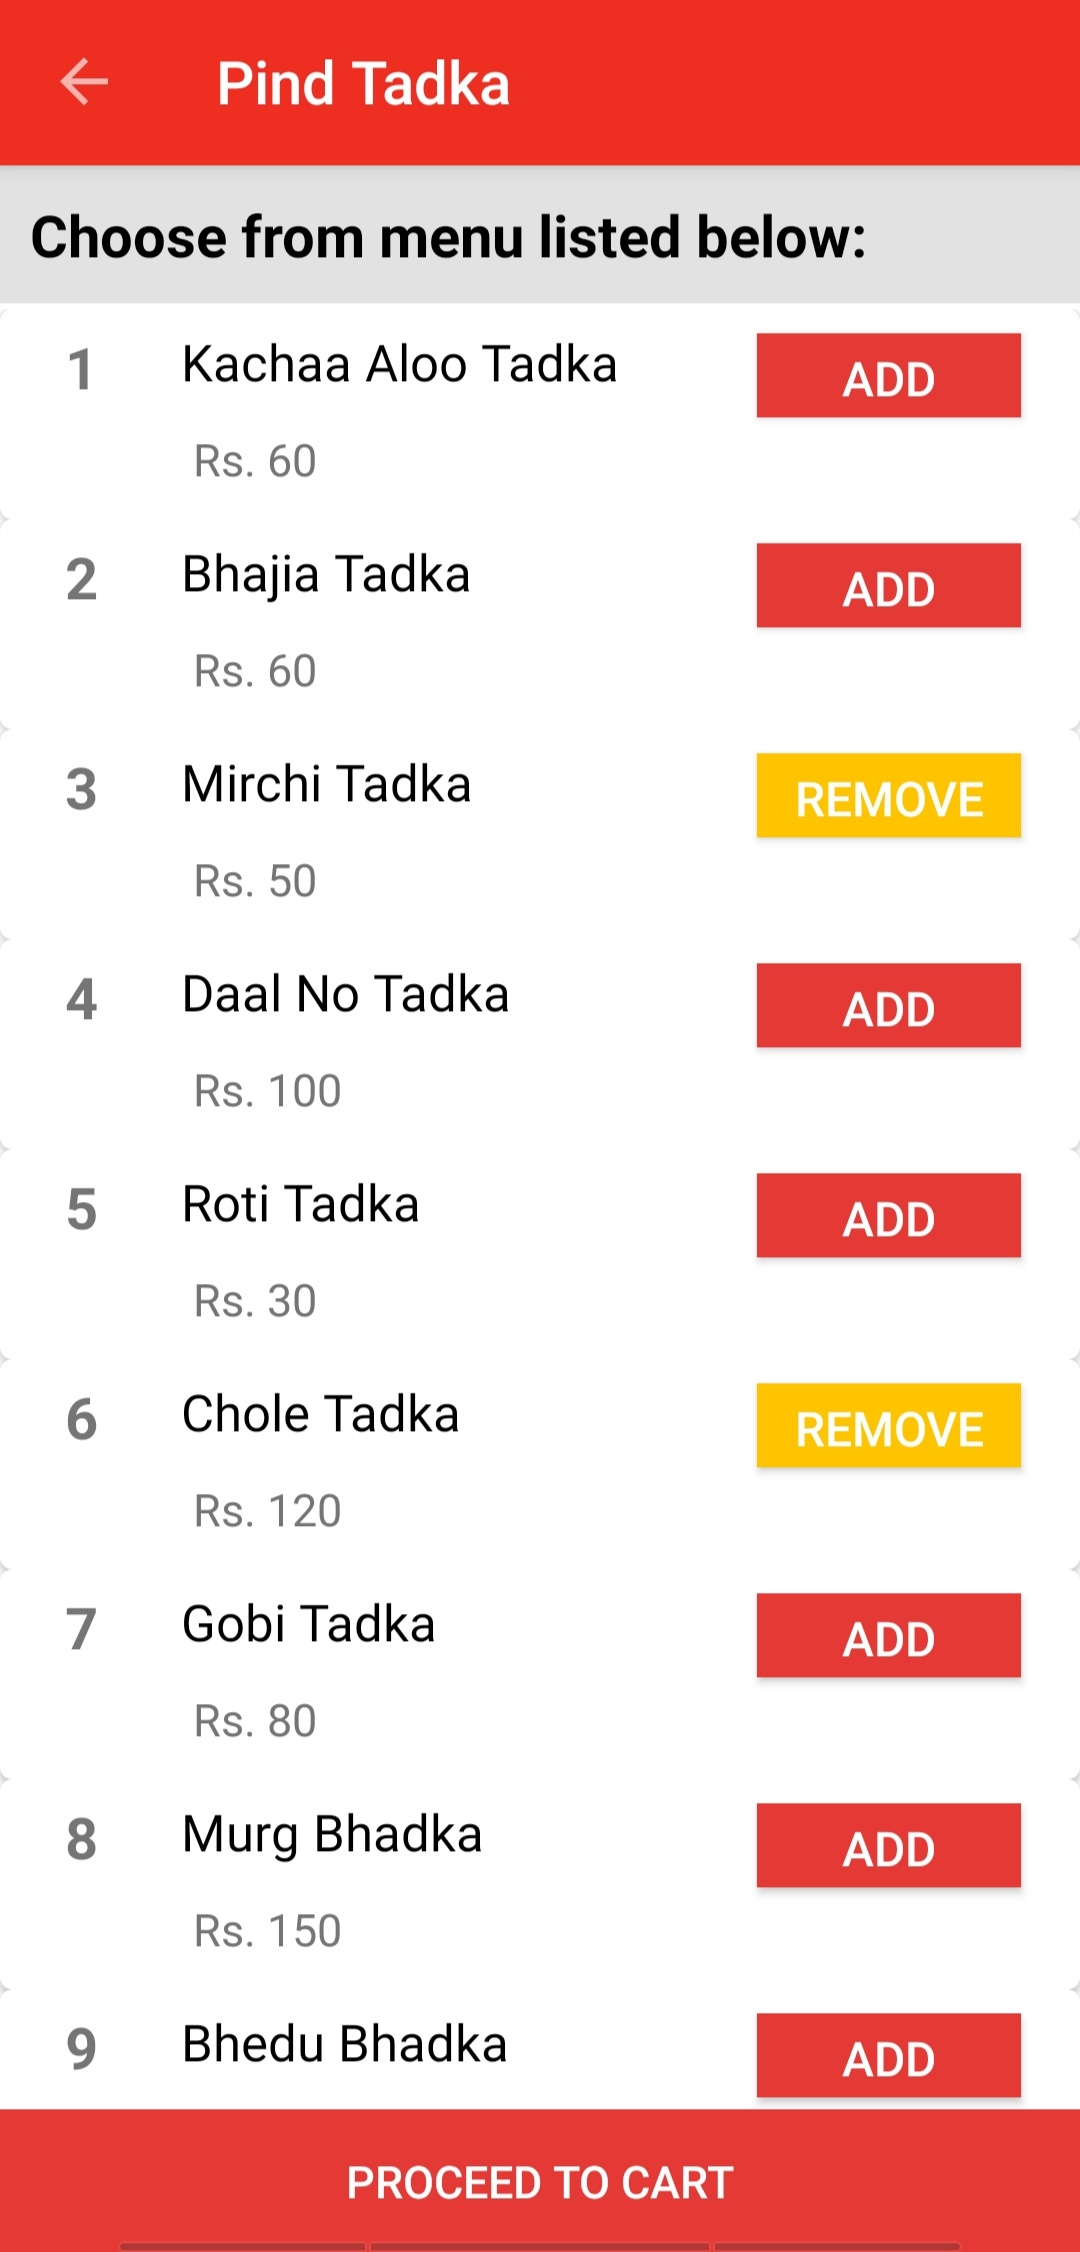 Pind Tadka
Choose from menu listed below:
1 Kachaa Aloo Tadka ADD
Rs. 60
2 Bhajia Tadka ADD
Rs. 60
3 Mirchi Tadka REMOVE
Rs. 50
4 Daal No Tadka ADD
Rs. 100
5 Roti Tadka ADD
Rs. 30
6 Chole Tadka REMOVE
Rs. 120
7 Gobi Tadka ADD
Rs. 80
8 Murg Bhadka ADD
Rs. 150
9 Bhedu Bhadka ADD
PROCEED TO CART